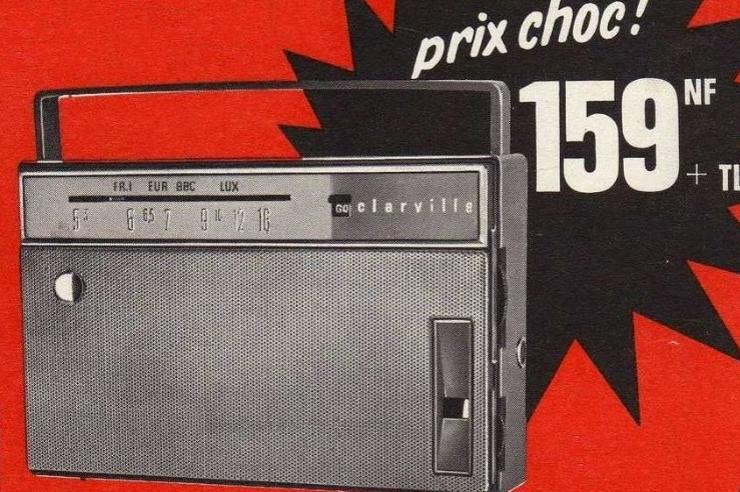 prix choc!
159 NF
+ TL
FR.I EUR BBC LUX
GO clarville